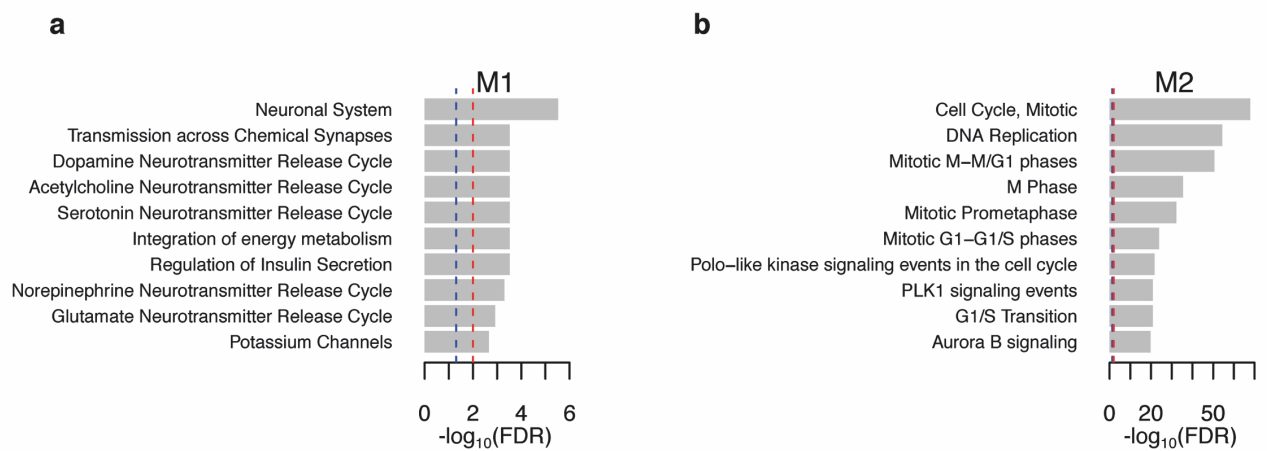 a
M1
Neuronal System
Transmission across Chemical Synapses
Dopamine Neurotransmitter Release Cycle
Acetylcholine Neurotransmitter Release Cycle
Serotonin Neurotransmitter Release Cycle
Integration of energy metabolism
Regulation of Insulin Secretion
Norepinephrine Neurotransmitter Release Cycle
Glutamate Neurotransmitter Release Cycle
Potassium Channels
0 2 4 6
-log10(FDR)
b
M2
Cell Cycle, Mitotic
DNA Replication
Mitotic M−M/G1 phases
M Phase
Mitotic Prometaphase
Mitotic G1−G1/S phases
Polo−like kinase signaling events in the cell cycle
PLK1 signaling events
G1/S Transition
Aurora B signaling
0 20 50
-log10(FDR)